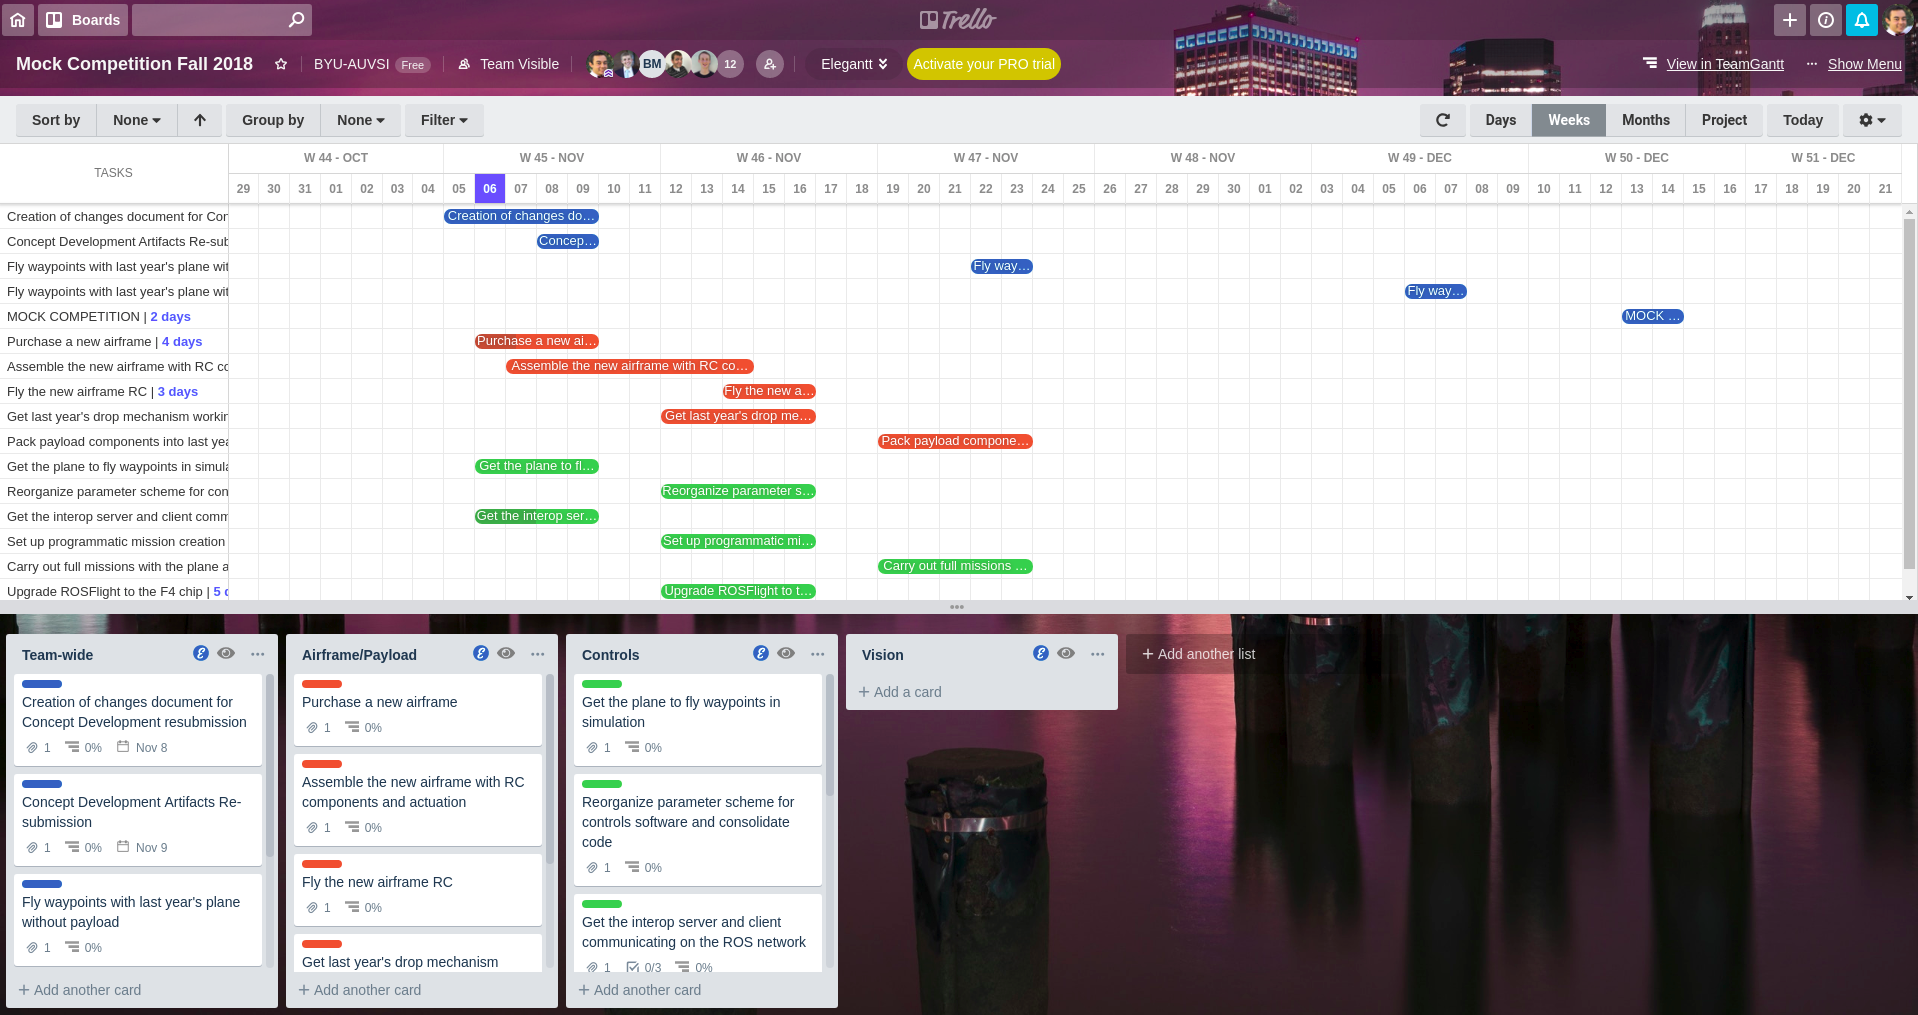 Boards
Trello
Mock Competition Fall 2018 BYU-AUVSI Free Team Visible BM 12 Elegantt Activate your PRO trial View in TeamGantt ... Show Menu
Sort by None Group by None Filter Days Weeks Months Project Today
TASKS
W 44 - OCT W 45 - NOV W 46 - NOV W 47 - NOV W 48 - NOV W 49 - DEC W 50 - DEC W 51 - DEC
29 30 31 01 02 03 04 05 06 07 08 09 10 11 12 13 14 15 16 17 18 19 20 21 22 23 24 25 26 27 28 29 30 01 02 03 04 05 06 07 08 09 10 11 12 13 14 15 16 17 18 19 20 21
Creation of changes document for Con Creation of changes do...
Concept Development Artifacts Re-sub Concep...
Fly waypoints with last year's plane wit Fly way...
Fly waypoints with last year's plane wit Fly way...
MOCK COMPETITION | 2 days MOCK ...
Purchase a new airframe | 4 days Purchase a new ai...
Assemble the new airframe with RC co Assemble the new airframe with RC co...
Fly the new airframe RC | 3 days Fly the new a...
Get last year's drop mechanism workin Get last year's drop me...
Pack payload components into last yea Pack payload compone...
Get the plane to fly waypoints in simula Get the plane to fl...
Reorganize parameter scheme for con Reorganize parameter s...
Get the interop server and client comm Get the interop ser...
Set up programmatic mission creation Set up programmatic mi...
Carry out full missions with the plane a Carry out full missions ...
Upgrade ROSFlight to the F4 chip | 5 d Upgrade ROSFlight to t...
Team-wide
Creation of changes document for
Concept Development resubmission
1 0% Nov 8
Concept Development Artifacts Re-
submission
1 0% Nov 9
Fly waypoints with last year's plane
without payload
1 0%
+ Add another card
Airframe/Payload
Purchase a new airframe
1 0%
Assemble the new airframe with RC
components and actuation
1 0%
Fly the new airframe RC
1 0%
Get last year's drop mechanism
+ Add another card
Controls
Get the plane to fly waypoints in
simulation
1 0%
Reorganize parameter scheme for
controls software and consolidate
code
1 0%
Get the interop server and client
communicating on the ROS network
1 0/3 0%
+ Add another card
Vision
+ Add a card
+ Add another list